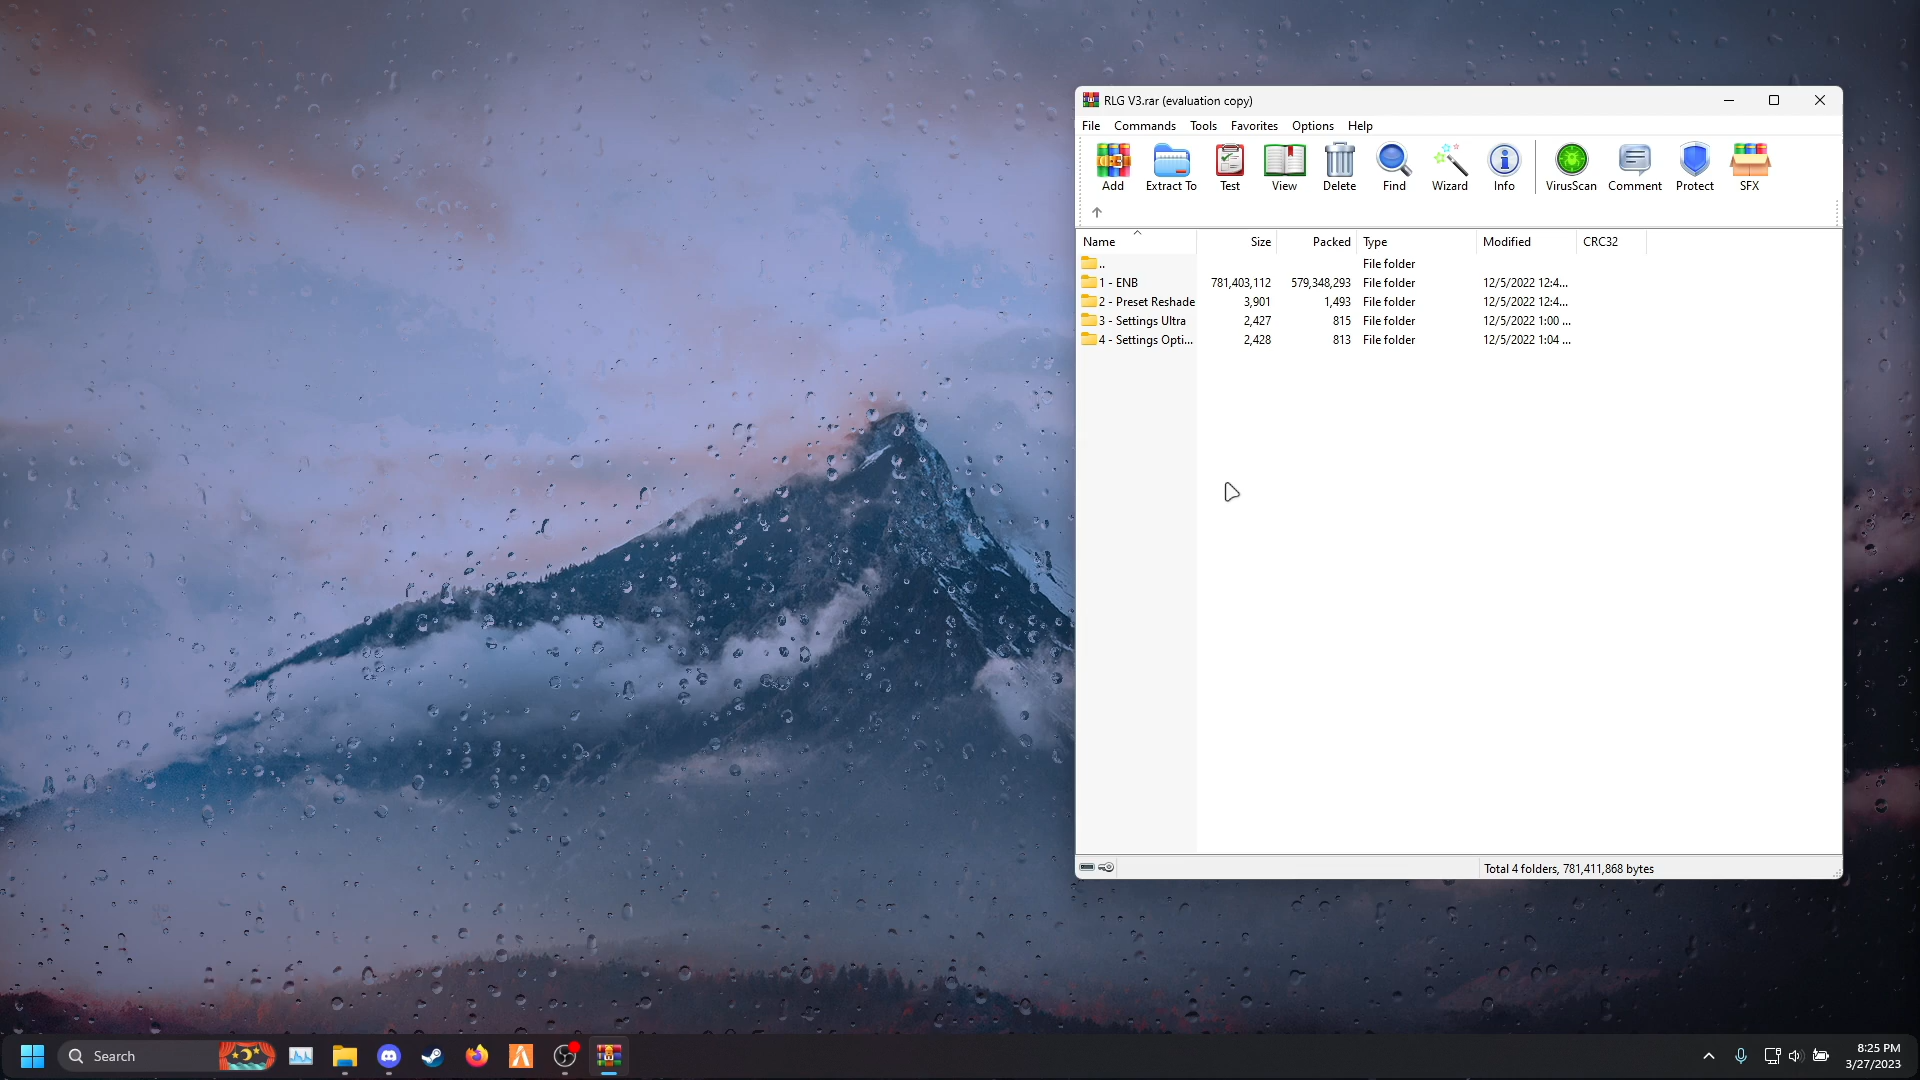 RLG V3.rar (evaluation copy)
File Commands Tools Favorites Options Help
Add Extract To Test View Delete Find Wizard Info VirusScan Comment Protect SFX
Name Size Packed Type Modified CRC32
.. File folder
1 - ENB 781,403,112 579,348,293 File folder 12/5/2022 12:4...
2 - Preset Reshade 3,901 1,493 File folder 12/5/2022 12:4...
3 - Settings Ultra 2,427 815 File folder 12/5/2022 1:00 ...
4 - Settings Opti... 2,428 813 File folder 12/5/2022 1:04 ...
Total 4 folders, 781,411,868 bytes
Search
8:25 PM
3/27/2023